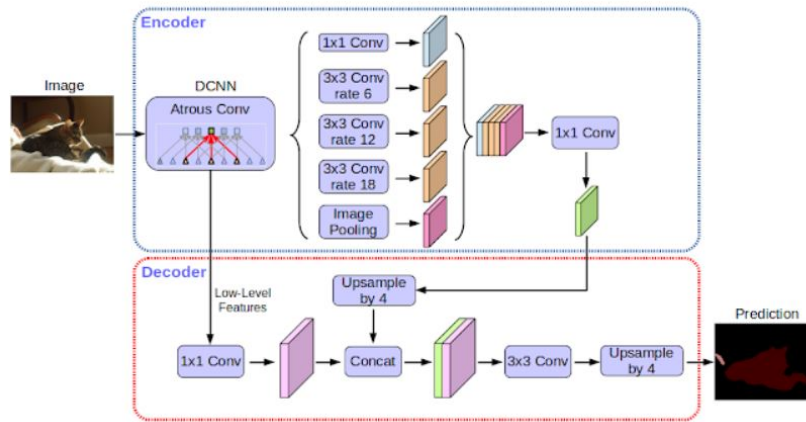 Encoder
Image
DCNN
Atrous Conv
1x1 Conv
3x3 Conv
rate 6
3x3 Conv
rate 12
3x3 Conv
rate 18
Image
Pooling
1x1 Conv
Decoder
Low-Level
Features
Upsample
by 4
1x1 Conv
Concat
3x3 Conv
Upsample
by 4
Prediction